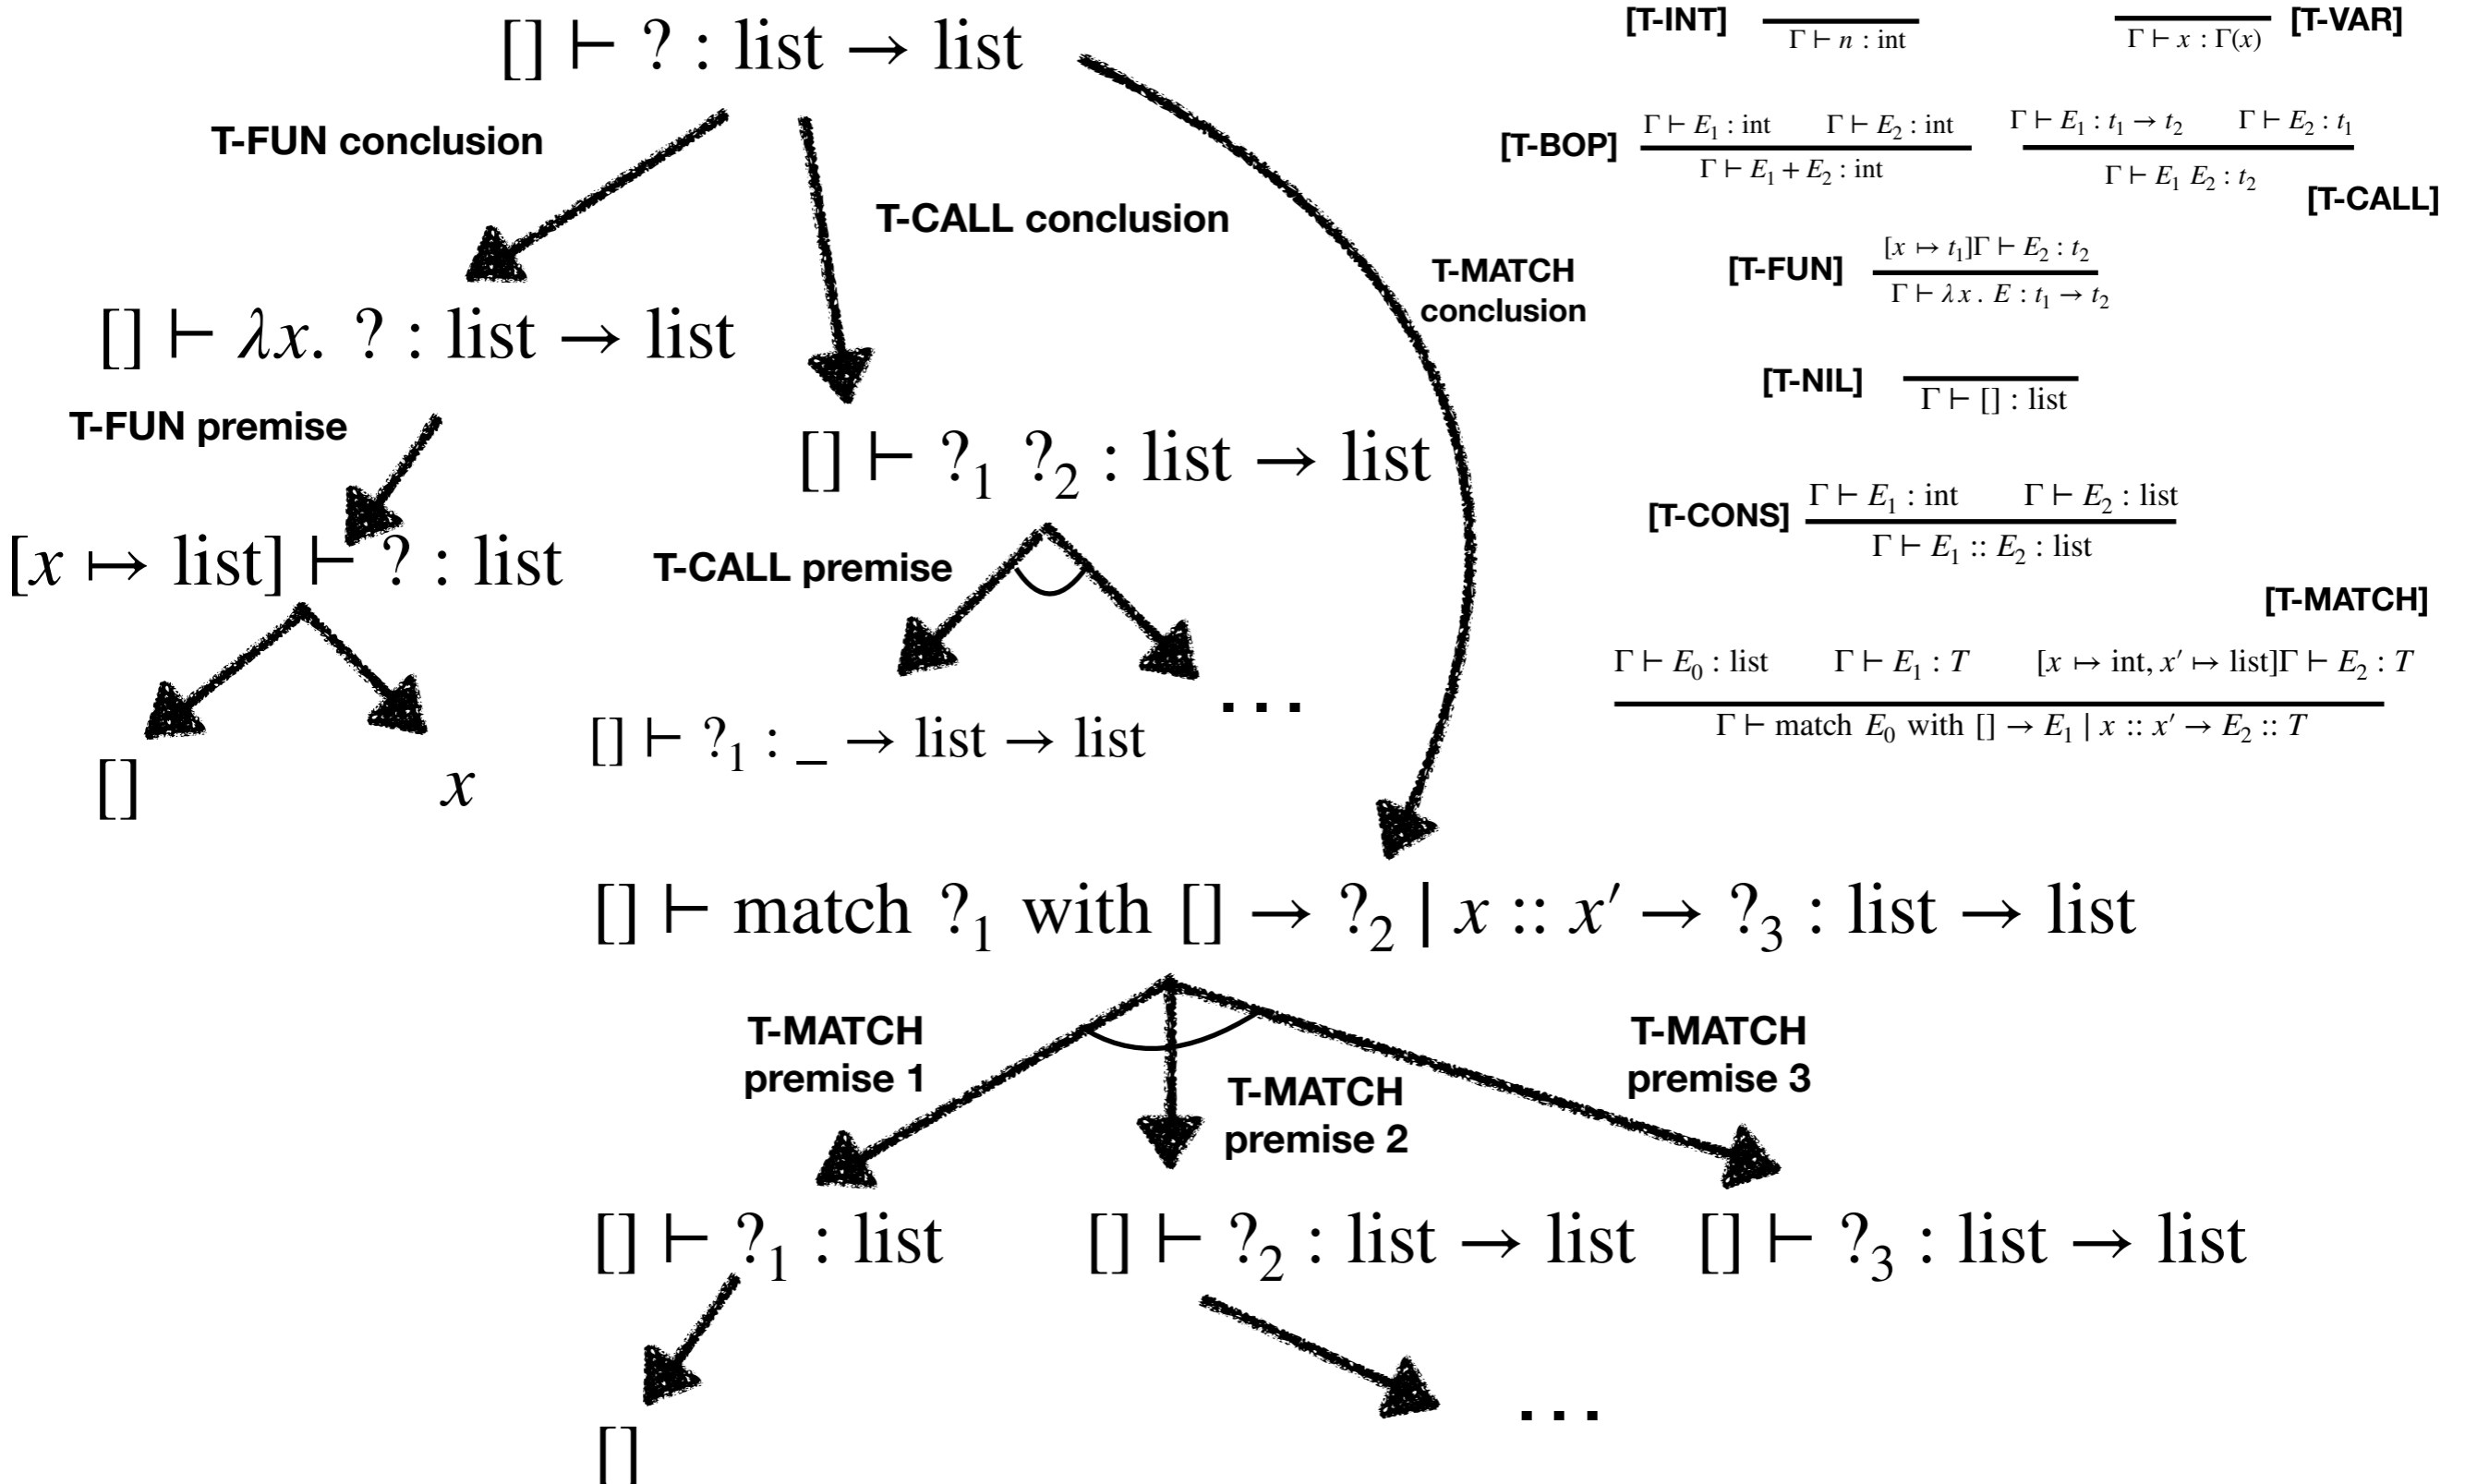 [] ⊢ ? : list → list
T-FUN conclusion
T-CALL conclusion
T-MATCH
conclusion
[] ⊢ λx. ? : list → list
T-FUN premise
[] ⊢ ?₁ ?₂ : list → list
[x ↦ list] ⊢ ? : list
T-CALL premise
[] x
[] ⊢ ?₁ : _ → list → list
...
[] ⊢ match ?₁ with [] → ?₂ | x :: x′ → ?₃ : list → list
T-MATCH
premise 1
T-MATCH
premise 2
T-MATCH
premise 3
[] ⊢ ?₁ : list
[] ⊢ ?₂ : list → list
[] ⊢ ?₃ : list → list
[]
...
[T-INT]
Γ ⊢ n : int
Γ ⊢ x : Γ(x)
[T-VAR]
[T-BOP]
Γ ⊢ E₁ : int Γ ⊢ E₂ : int
Γ ⊢ E₁ + E₂ : int
Γ ⊢ E₁ : t₁ → t₂ Γ ⊢ E₂ : t₁
Γ ⊢ E₁ E₂ : t₂
[T-CALL]
[T-FUN]
[x ↦ t₁]Γ ⊢ E₂ : t₂
Γ ⊢ λx. E : t₁ → t₂
[T-NIL]
Γ ⊢ [] : list
[T-CONS]
Γ ⊢ E₁ : int Γ ⊢ E₂ : list
Γ ⊢ E₁ :: E₂ : list
[T-MATCH]
Γ ⊢ E₀ : list Γ ⊢ E₁ : T [x ↦ int, x′ ↦ list]Γ ⊢ E₂ : T
Γ ⊢ match E₀ with [] → E₁ | x :: x′ → E₂ :: T